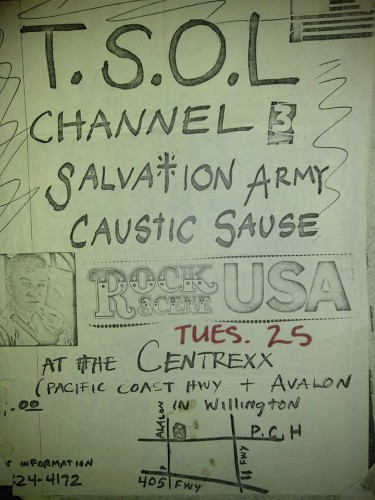 T.S.O.L
CHANNEL 3
SALVATION ARMY
CAUSTIC SAUSE
ROCK SCENE USA
TUES. 25
AT THE CENTREXX
(PACIFIC COAST HWY + AVALON
.00 IN WILLINGTON
AVALON
P.C.H
INFORMATION
24-4172
405 FWY
FWY